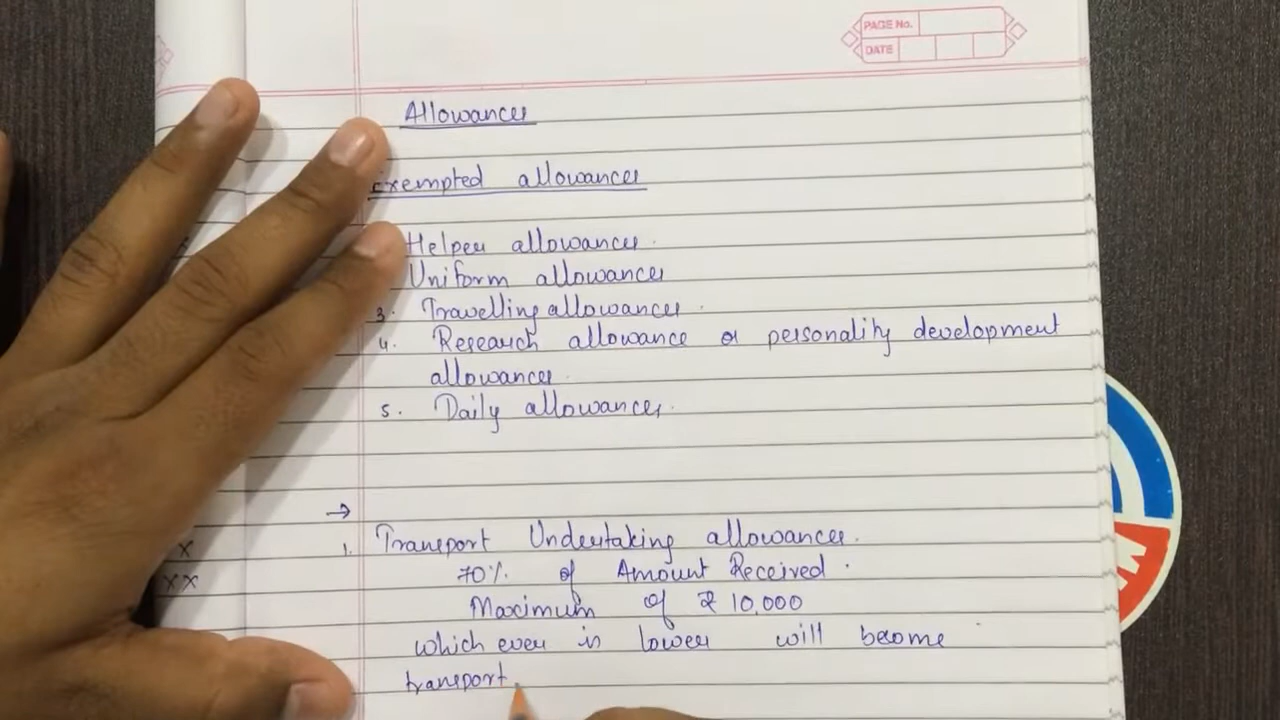 PAGE No.
DATE
Allowances
Exempted allowances
Helper allowances.
Uniform allowances
3. Travelling allowances.
4. Research allowance or personality development
allowances.
5. Daily allowances.
→
1. Transport Undertaking allowances.
70% of Amount Received.
Maximum of ₹ 10,000
which ever is lower will become
transport
x
xx